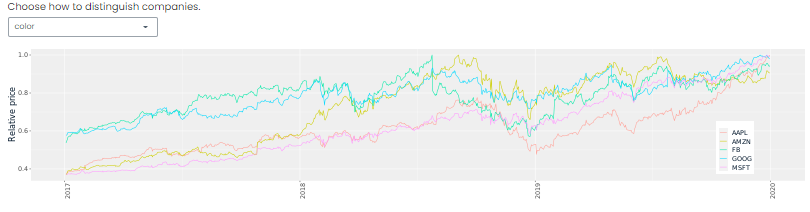 Choose how to distinguish companies.
color
Relative price
1.0
0.8
0.6
0.4
2017
2018
2019
2020
AAPL
AMZN
FB
GOOG
MSFT